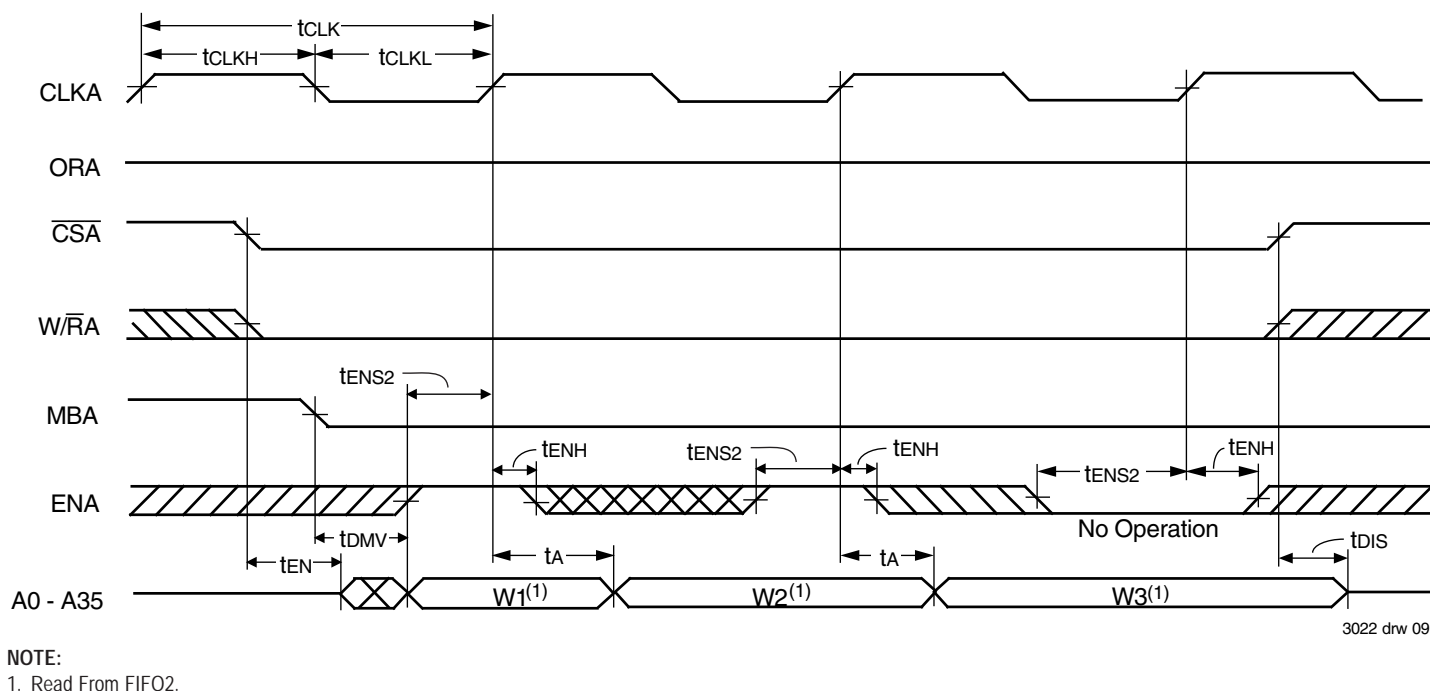 tCLK
tCLKH
tCLKL
CLKA
ORA
CSA
W/RA
tENS2
MBA
tENH
tENS2
tENH
tENS2
tENH
ENA
No Operation
tDMV
tEN
tA
tA
tDIS
A0 - A35
W1(1)
W2(1)
W3(1)
3022 drw 09
NOTE:
1. Read From FIFO2.